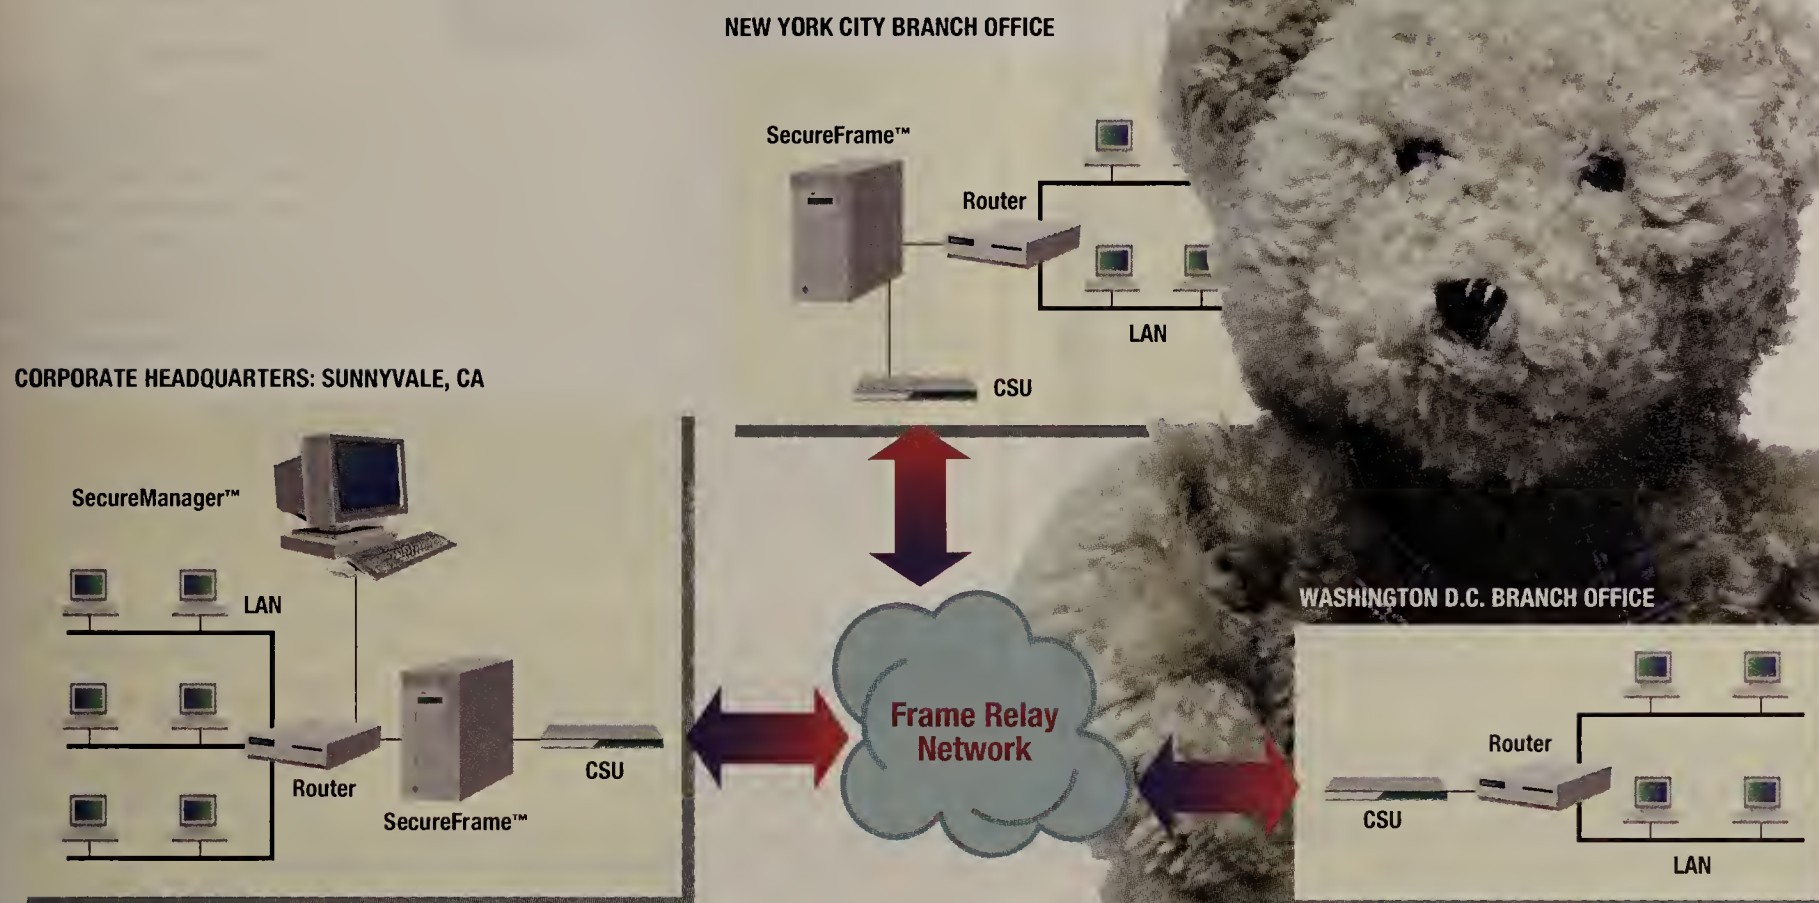 NEW YORK CITY BRANCH OFFICE
SecureFrame™
Router
LAN
CSU
CORPORATE HEADQUARTERS: SUNNYVALE, CA
SecureManager™
LAN
Router
SecureFrame™
CSU
Frame Relay
Network
WASHINGTON D.C. BRANCH OFFICE
Router
CSU
LAN